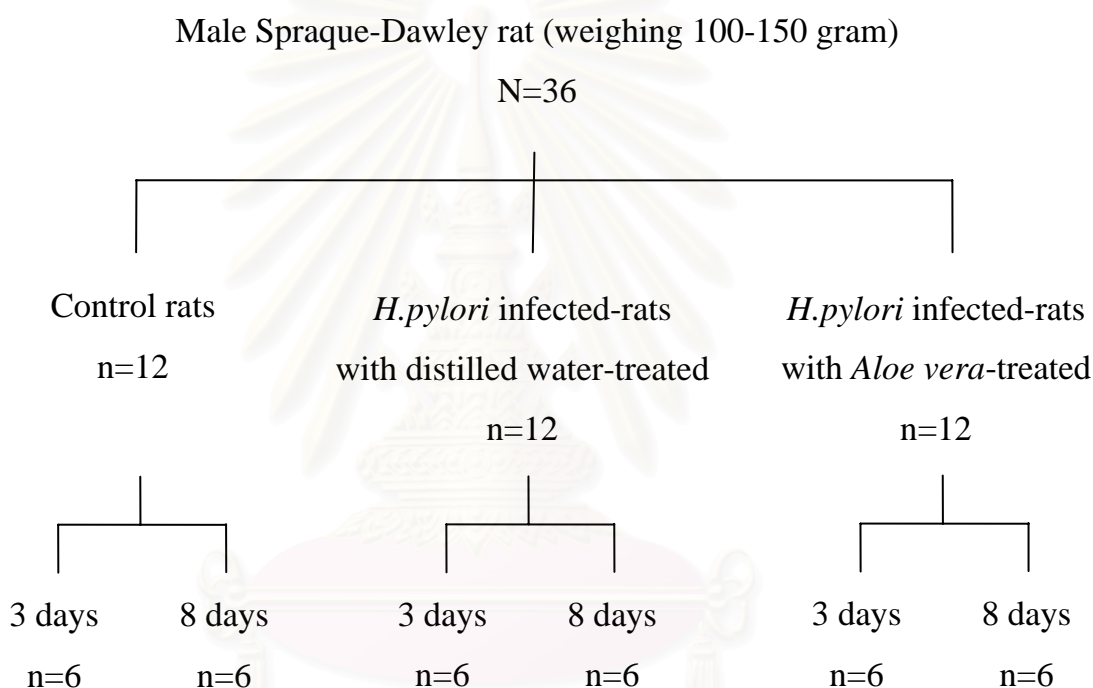 Male Spraque-Dawley rat (weighing 100-150 gram)
N=36
Control rats
n=12
H.pylori infected-rats
with distilled water-treated
n=12
H.pylori infected-rats
with Aloe vera-treated
n=12
3 days
n=6
8 days
n=6
3 days
n=6
8 days
n=6
3 days
n=6
8 days
n=6